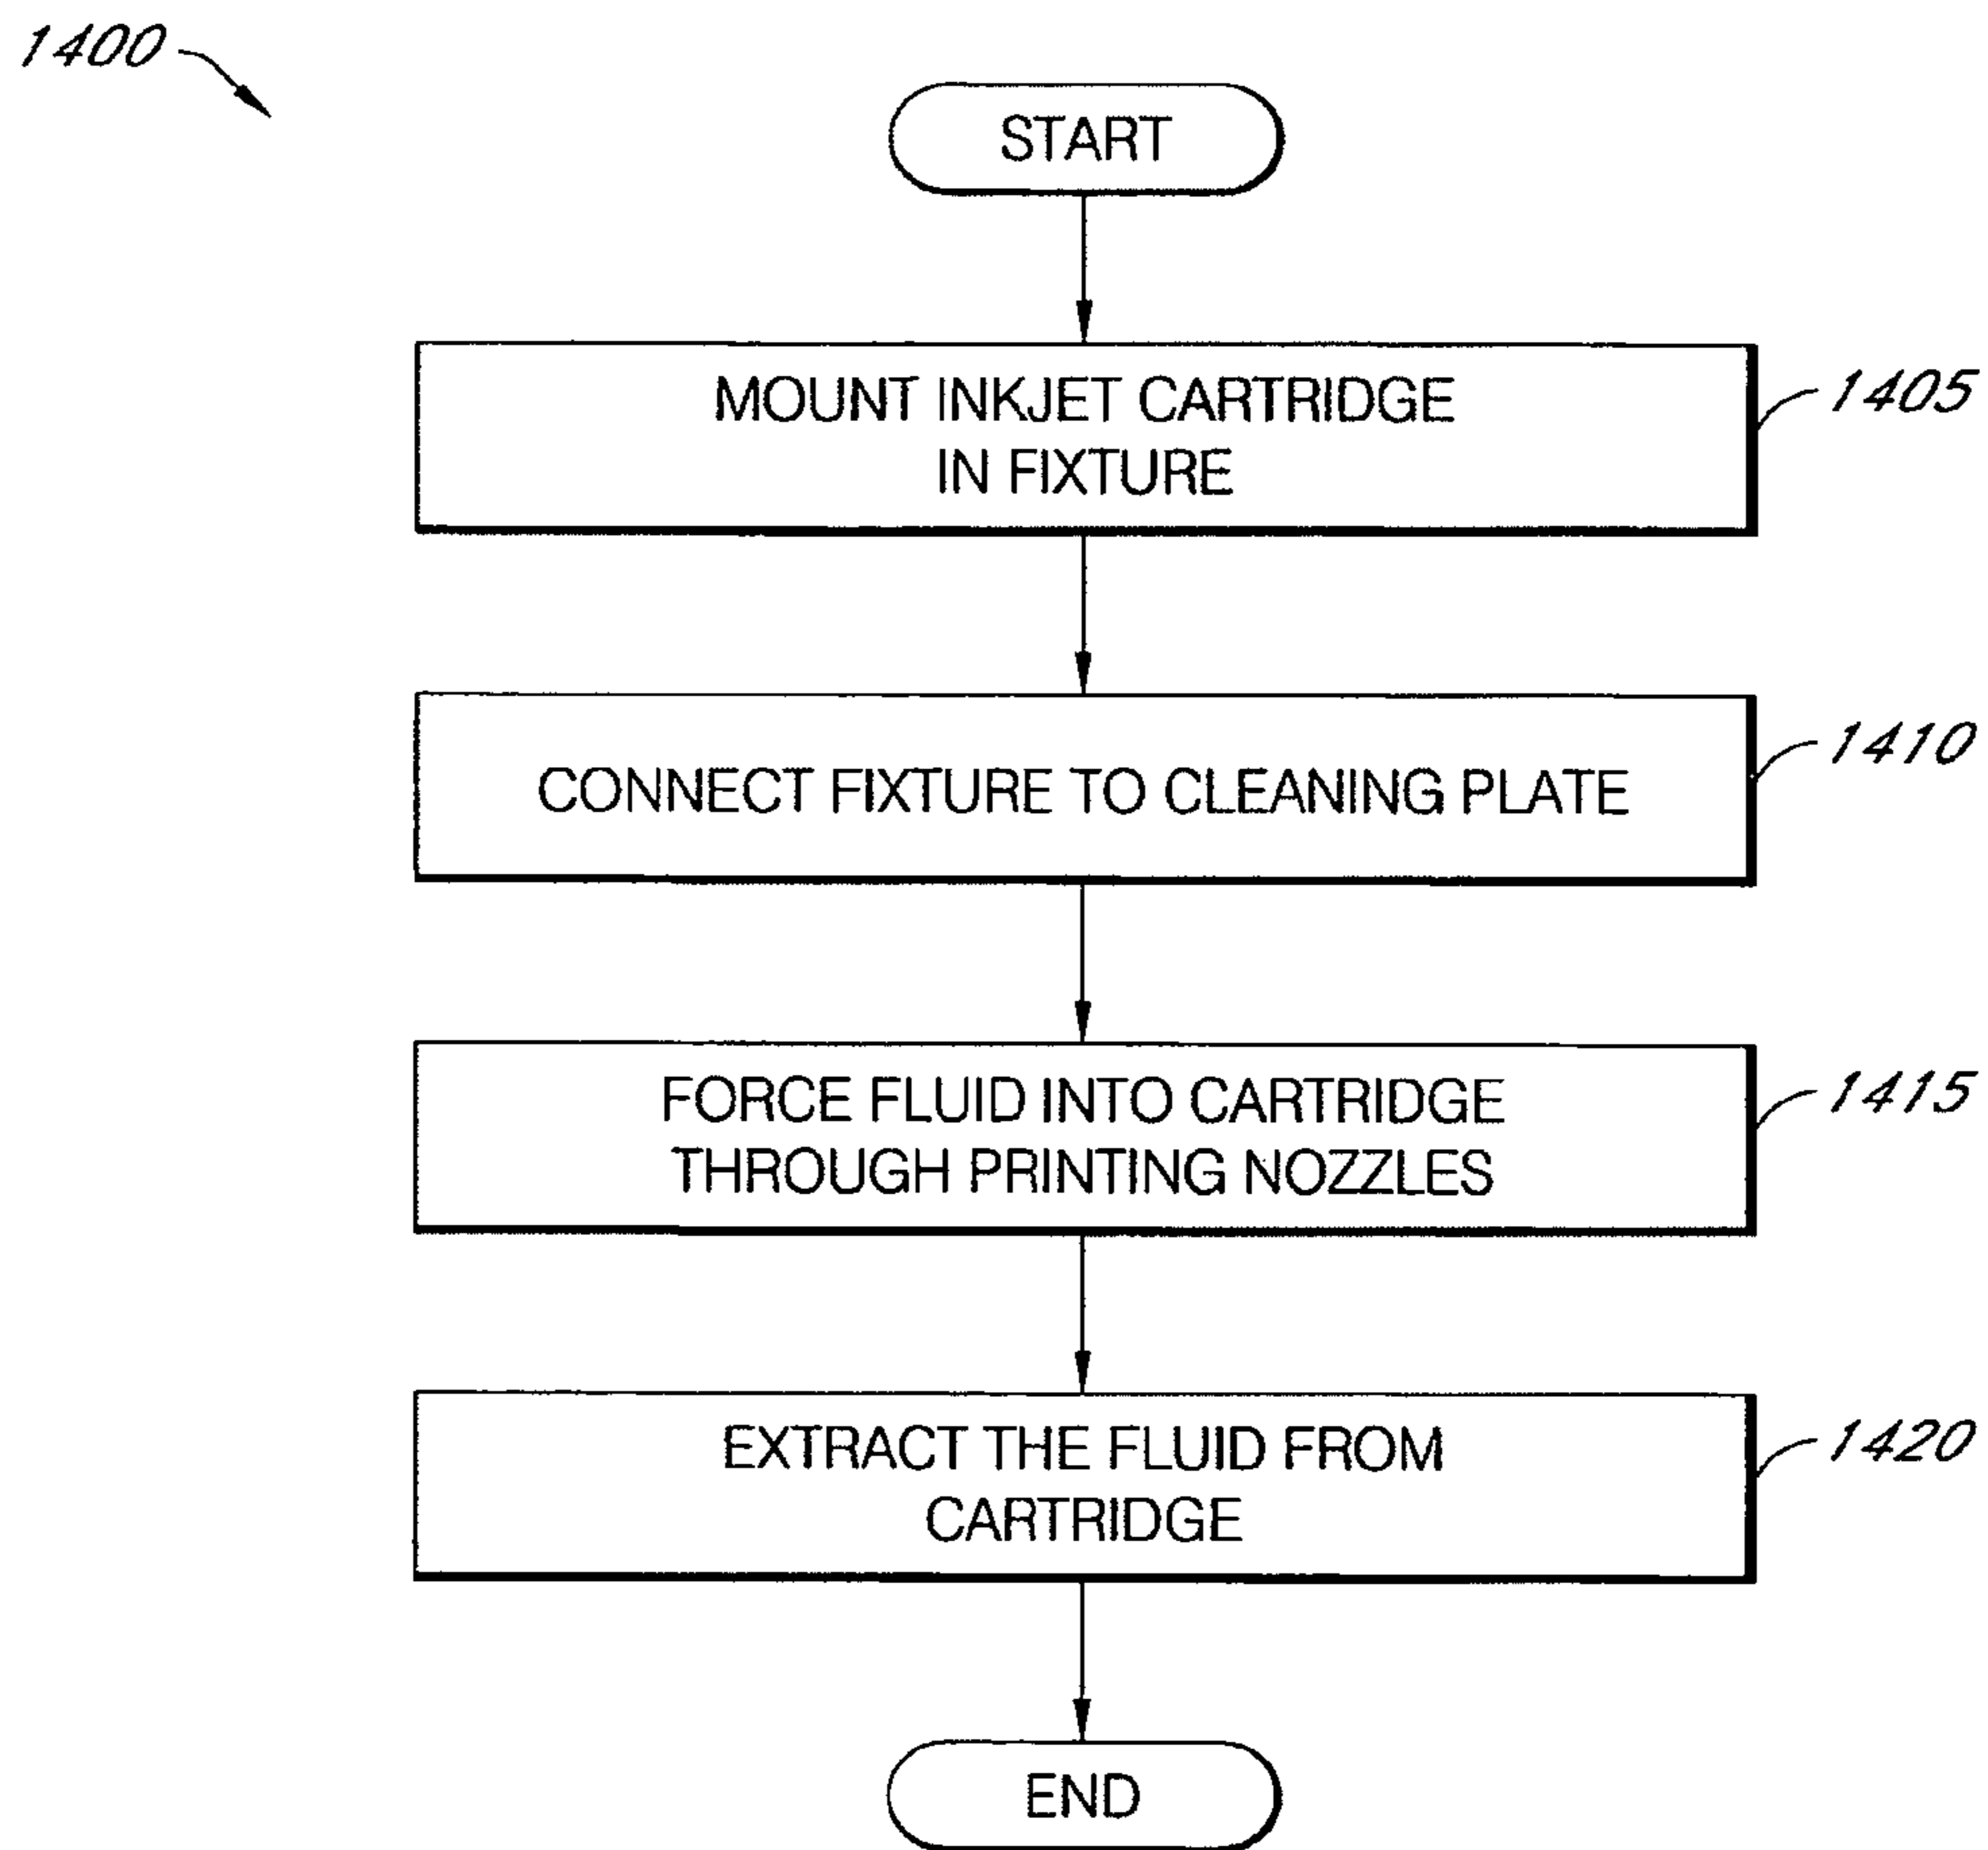 1400
START
MOUNT INKJET CARTRIDGE
IN FIXTURE
1405
CONNECT FIXTURE TO CLEANING PLATE
1410
FORCE FLUID INTO CARTRIDGE
THROUGH PRINTING NOZZLES
1415
EXTRACT THE FLUID FROM
CARTRIDGE
1420
END